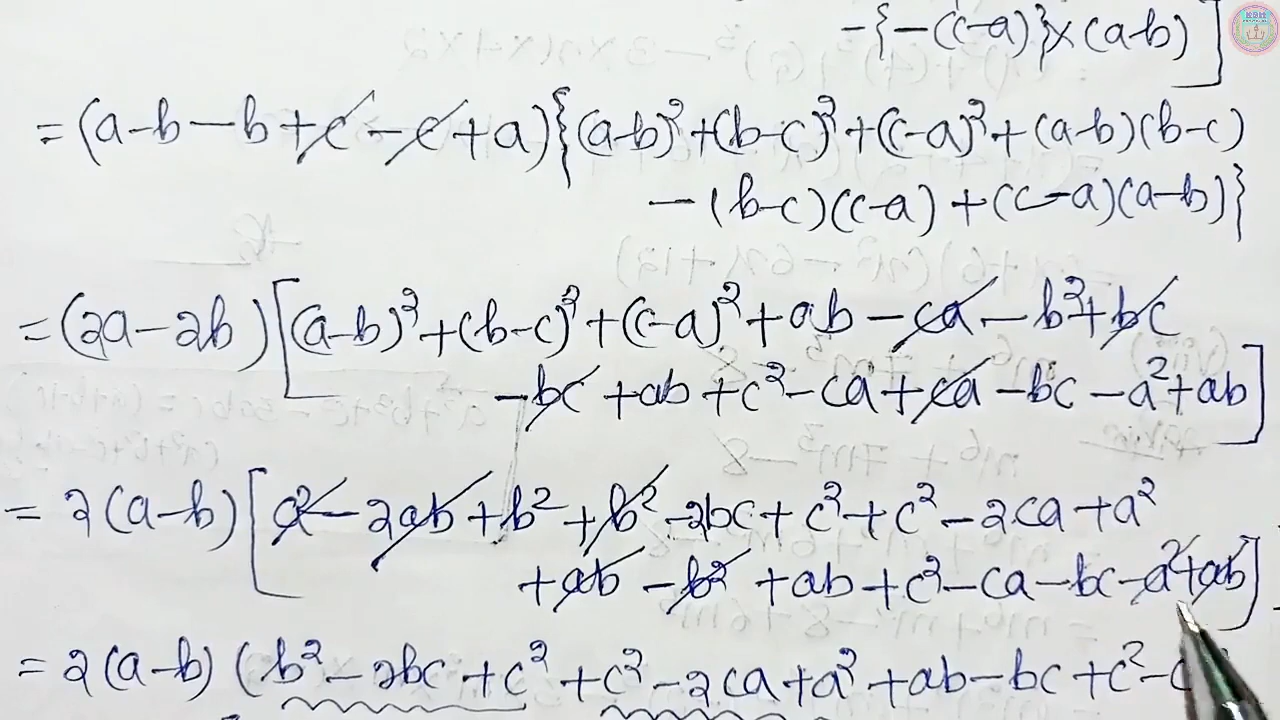 -{-(c-a)}×(a-b)]
= (a-b-b+c-c+a){(a-b)²+(b-c)²+(c-a)²+(a-b)(b-c)
-(b-c)(c-a)+(c-a)(a-b)}
= (2a-2b)[(a-b)²+(b-c)²+(c-a)²+ab-ca-b²+bc
-bc+ab+c²-ca+ca-bc-a²+ab]
= 2(a-b)[a²-2ab+b²+b²-2bc+c²+c²-2ca+a²
+ab-b²+ab+c²-ca-bc-a²+ab]
= 2(a-b)(b²-2bc+c²+c²-2ca+a²+ab-bc+c²-c